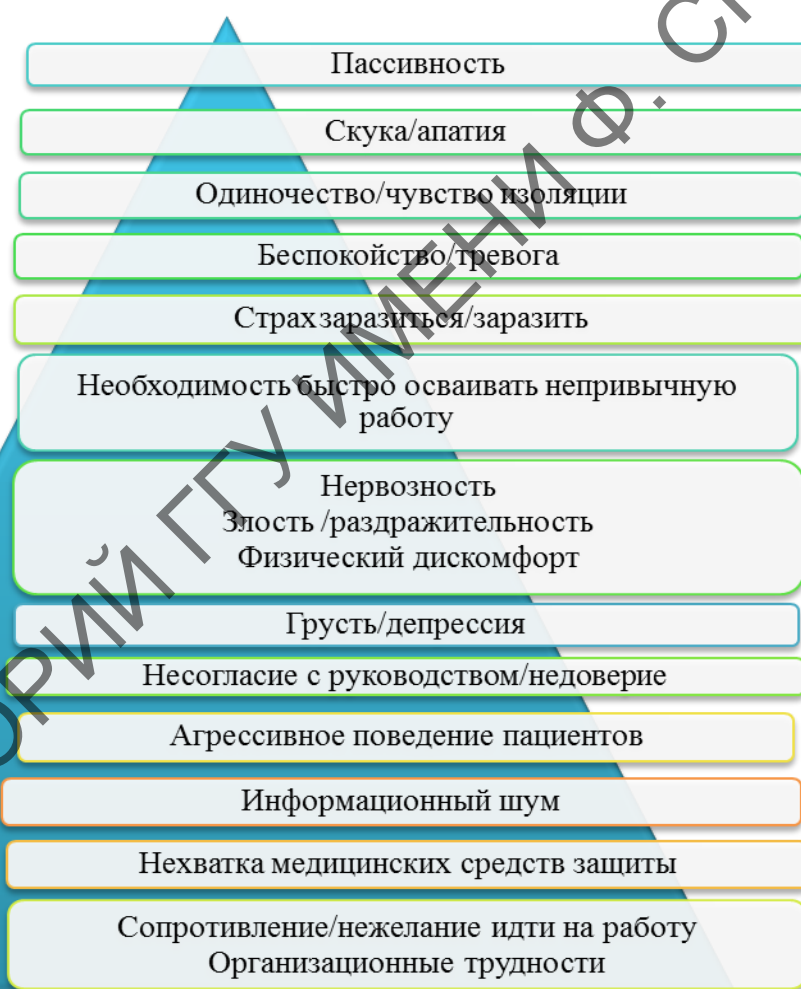 Пассивность
Скука/апатия
Одиночество/чувство изоляции
Беспокойство/тревога
Страх заразиться/заразить
Необходимость быстро осваивать непривычную
работу
Нервозность
Злость /раздражительность
Физический дискомфорт
Грусть/депрессия
Несогласие с руководством/недоверие
Агрессивное поведение пациентов
Информационный шум
Нехватка медицинских средств защиты
Сопротивление/нежелание идти на работу
Организационные трудности
ОРИЙ ГГУ ИМЕНИ Ф. С